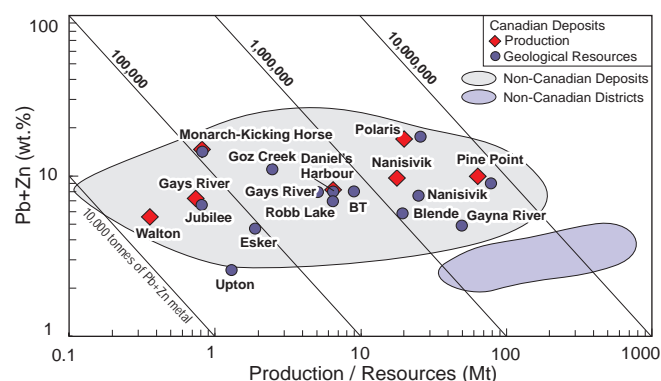 100
10
1
Pb+Zn (wt.%)
0.1
1
10
100
1000
Production / Resources (Mt)
Canadian Deposits
Production
Geological Resources
Non-Canadian Deposits
Non-Canadian Districts
100,000
1,000,000
10,000,000
10,000 tonnes of Pb+Zn metal
Monarch-Kicking Horse
Polaris
Goz Creek
Daniel's
Harbour
Nanisivik
Pine Point
Gays River
Gays River
Nanisivik
Jubilee
Robb Lake
BT
Blende
Gayna River
Walton
Esker
Upton